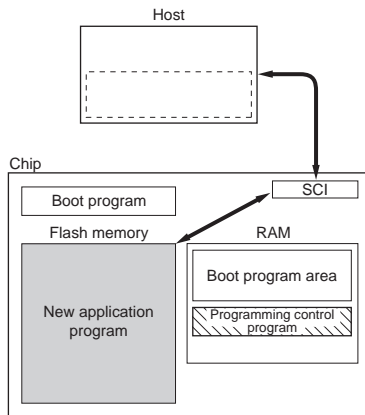 Host
Chip
SCI
Boot program
Flash memory
RAM
New application
program
Boot program area
Programming control
program